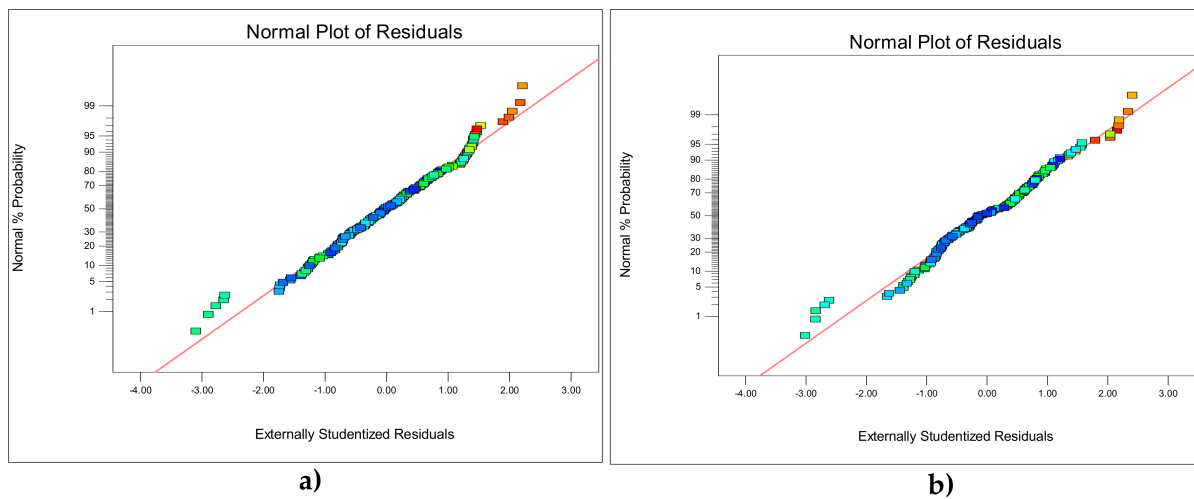 Normal Plot of Residuals
Normal % Probability
99
95
90
80
70
50
30
20
10
5
1
-4.00 -3.00 -2.00 -1.00 0.00 1.00 2.00 3.00
Externally Studentized Residuals
a)
Normal Plot of Residuals
Normal % Probability
99
95
90
80
70
50
30
20
10
5
1
-4.00 -3.00 -2.00 -1.00 0.00 1.00 2.00 3.00
Externally Studentized Residuals
b)